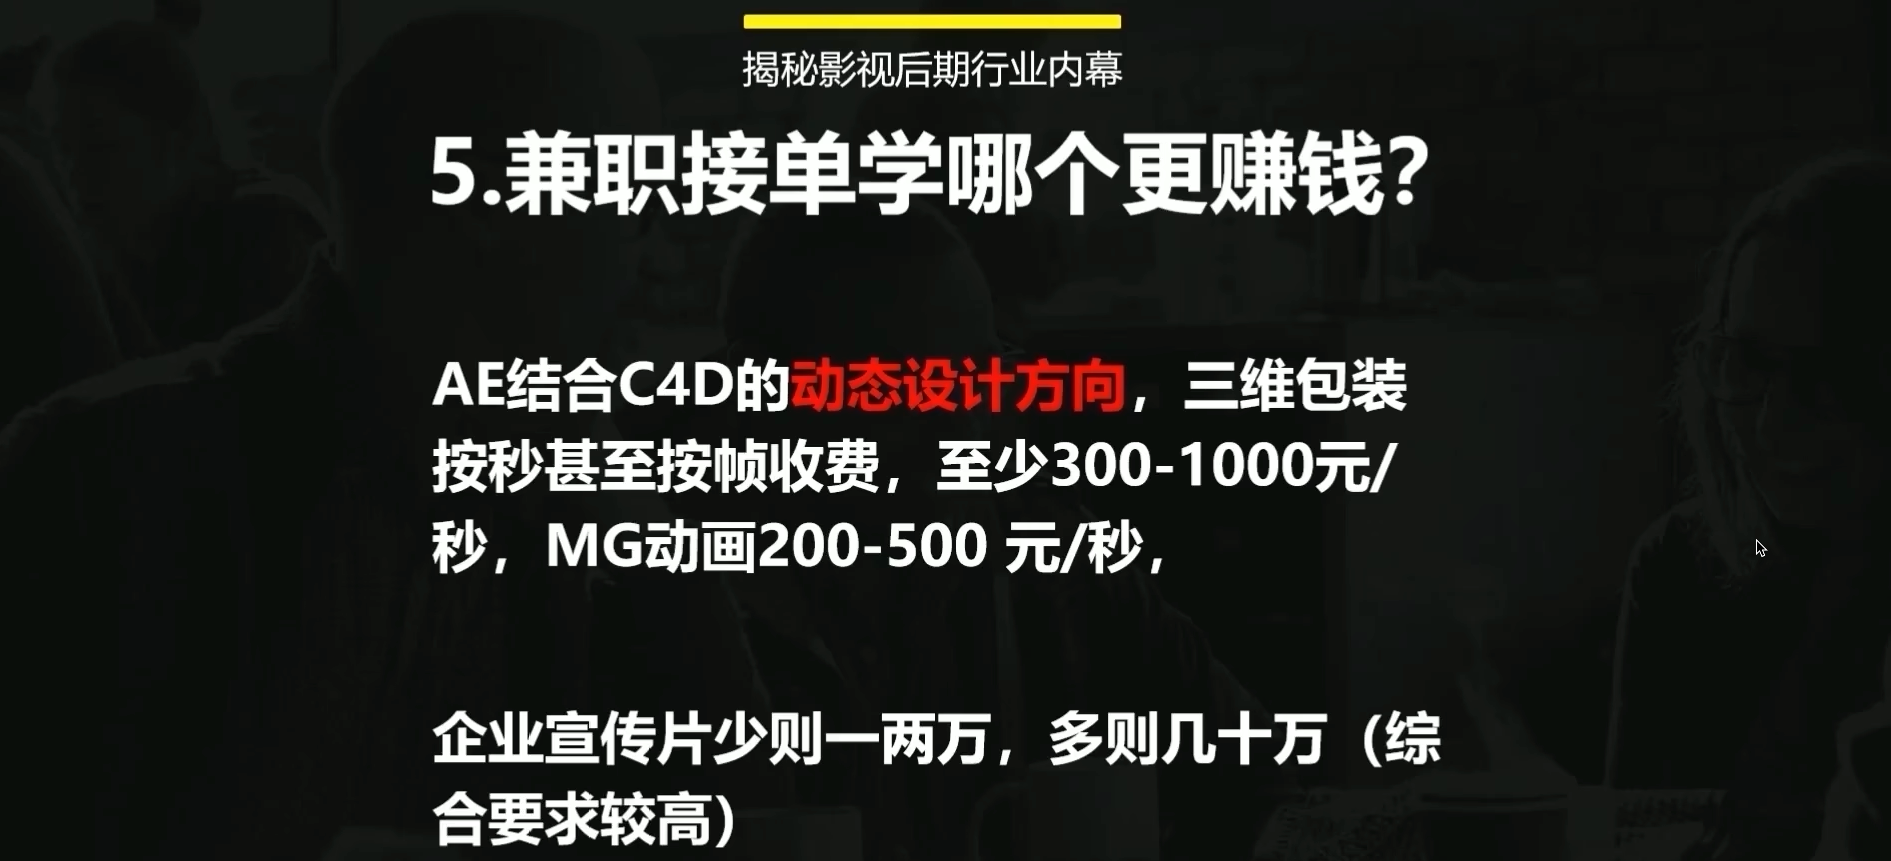 揭秘影视后期行业内幕
5.兼职接单学哪个更赚钱?
AE结合C4D的动态设计方向，三维包装
按秒甚至按帧收费，至少300-1000元/
秒，MG动画200-500 元/秒，
企业宣传片少则一两万，多则几十万（综
合要求较高）